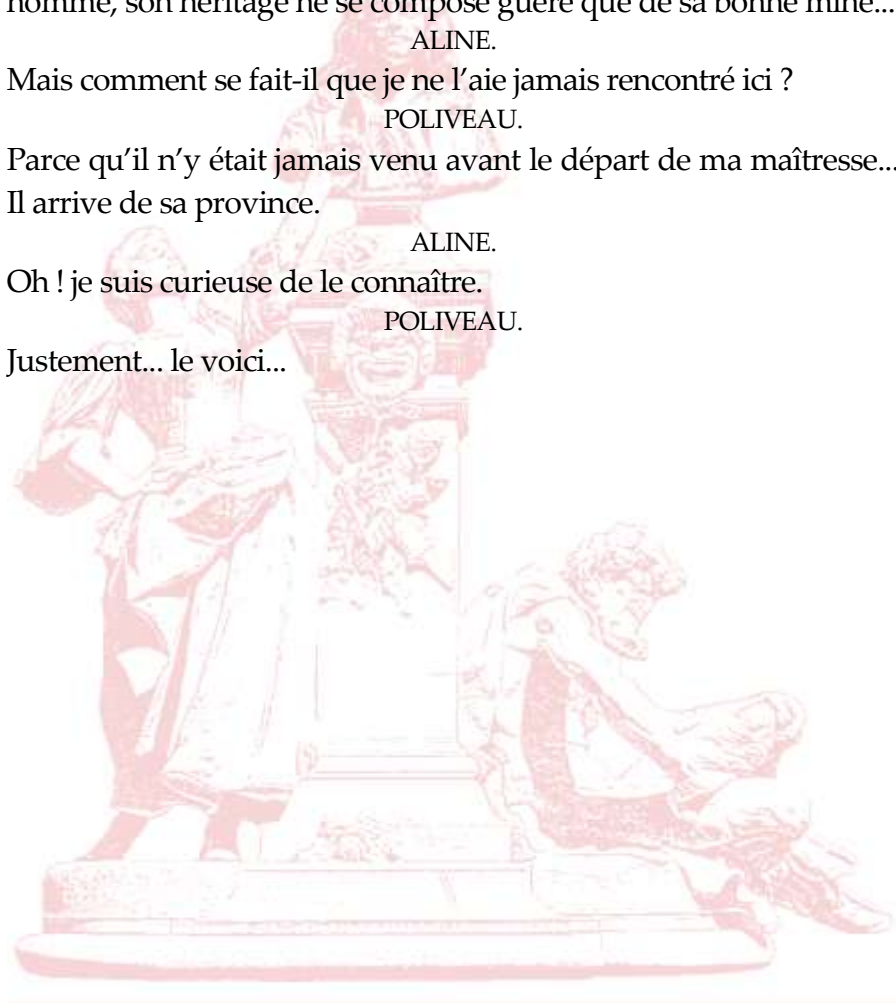 homme, son héritage ne se compose guère que de sa bonne mine...
ALINE.
Mais comment se fait-il que je ne l’aie jamais rencontré ici ?
POLIVEAU.
Parce qu’il n’y était jamais venu avant le départ de ma maîtresse...
Il arrive de sa province.
ALINE.
Oh ! je suis curieuse de le connaître.
POLIVEAU.
Justement... le voici...